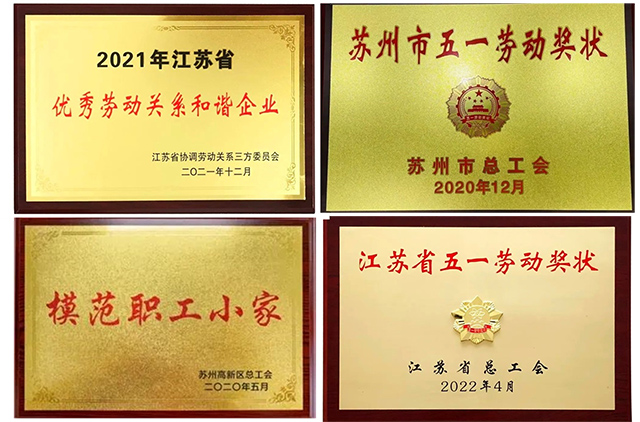 2021年江苏省
优秀劳动关系和谐企业
江苏省协调劳动关系三方委员会
二〇二一年十二月
苏州市五一劳动奖状
苏州市总工会
2020年12月
模范职工小家
苏州高新区总工会
二〇二〇年五月
江苏省五一劳动奖状
江苏省总工会
2022年4月